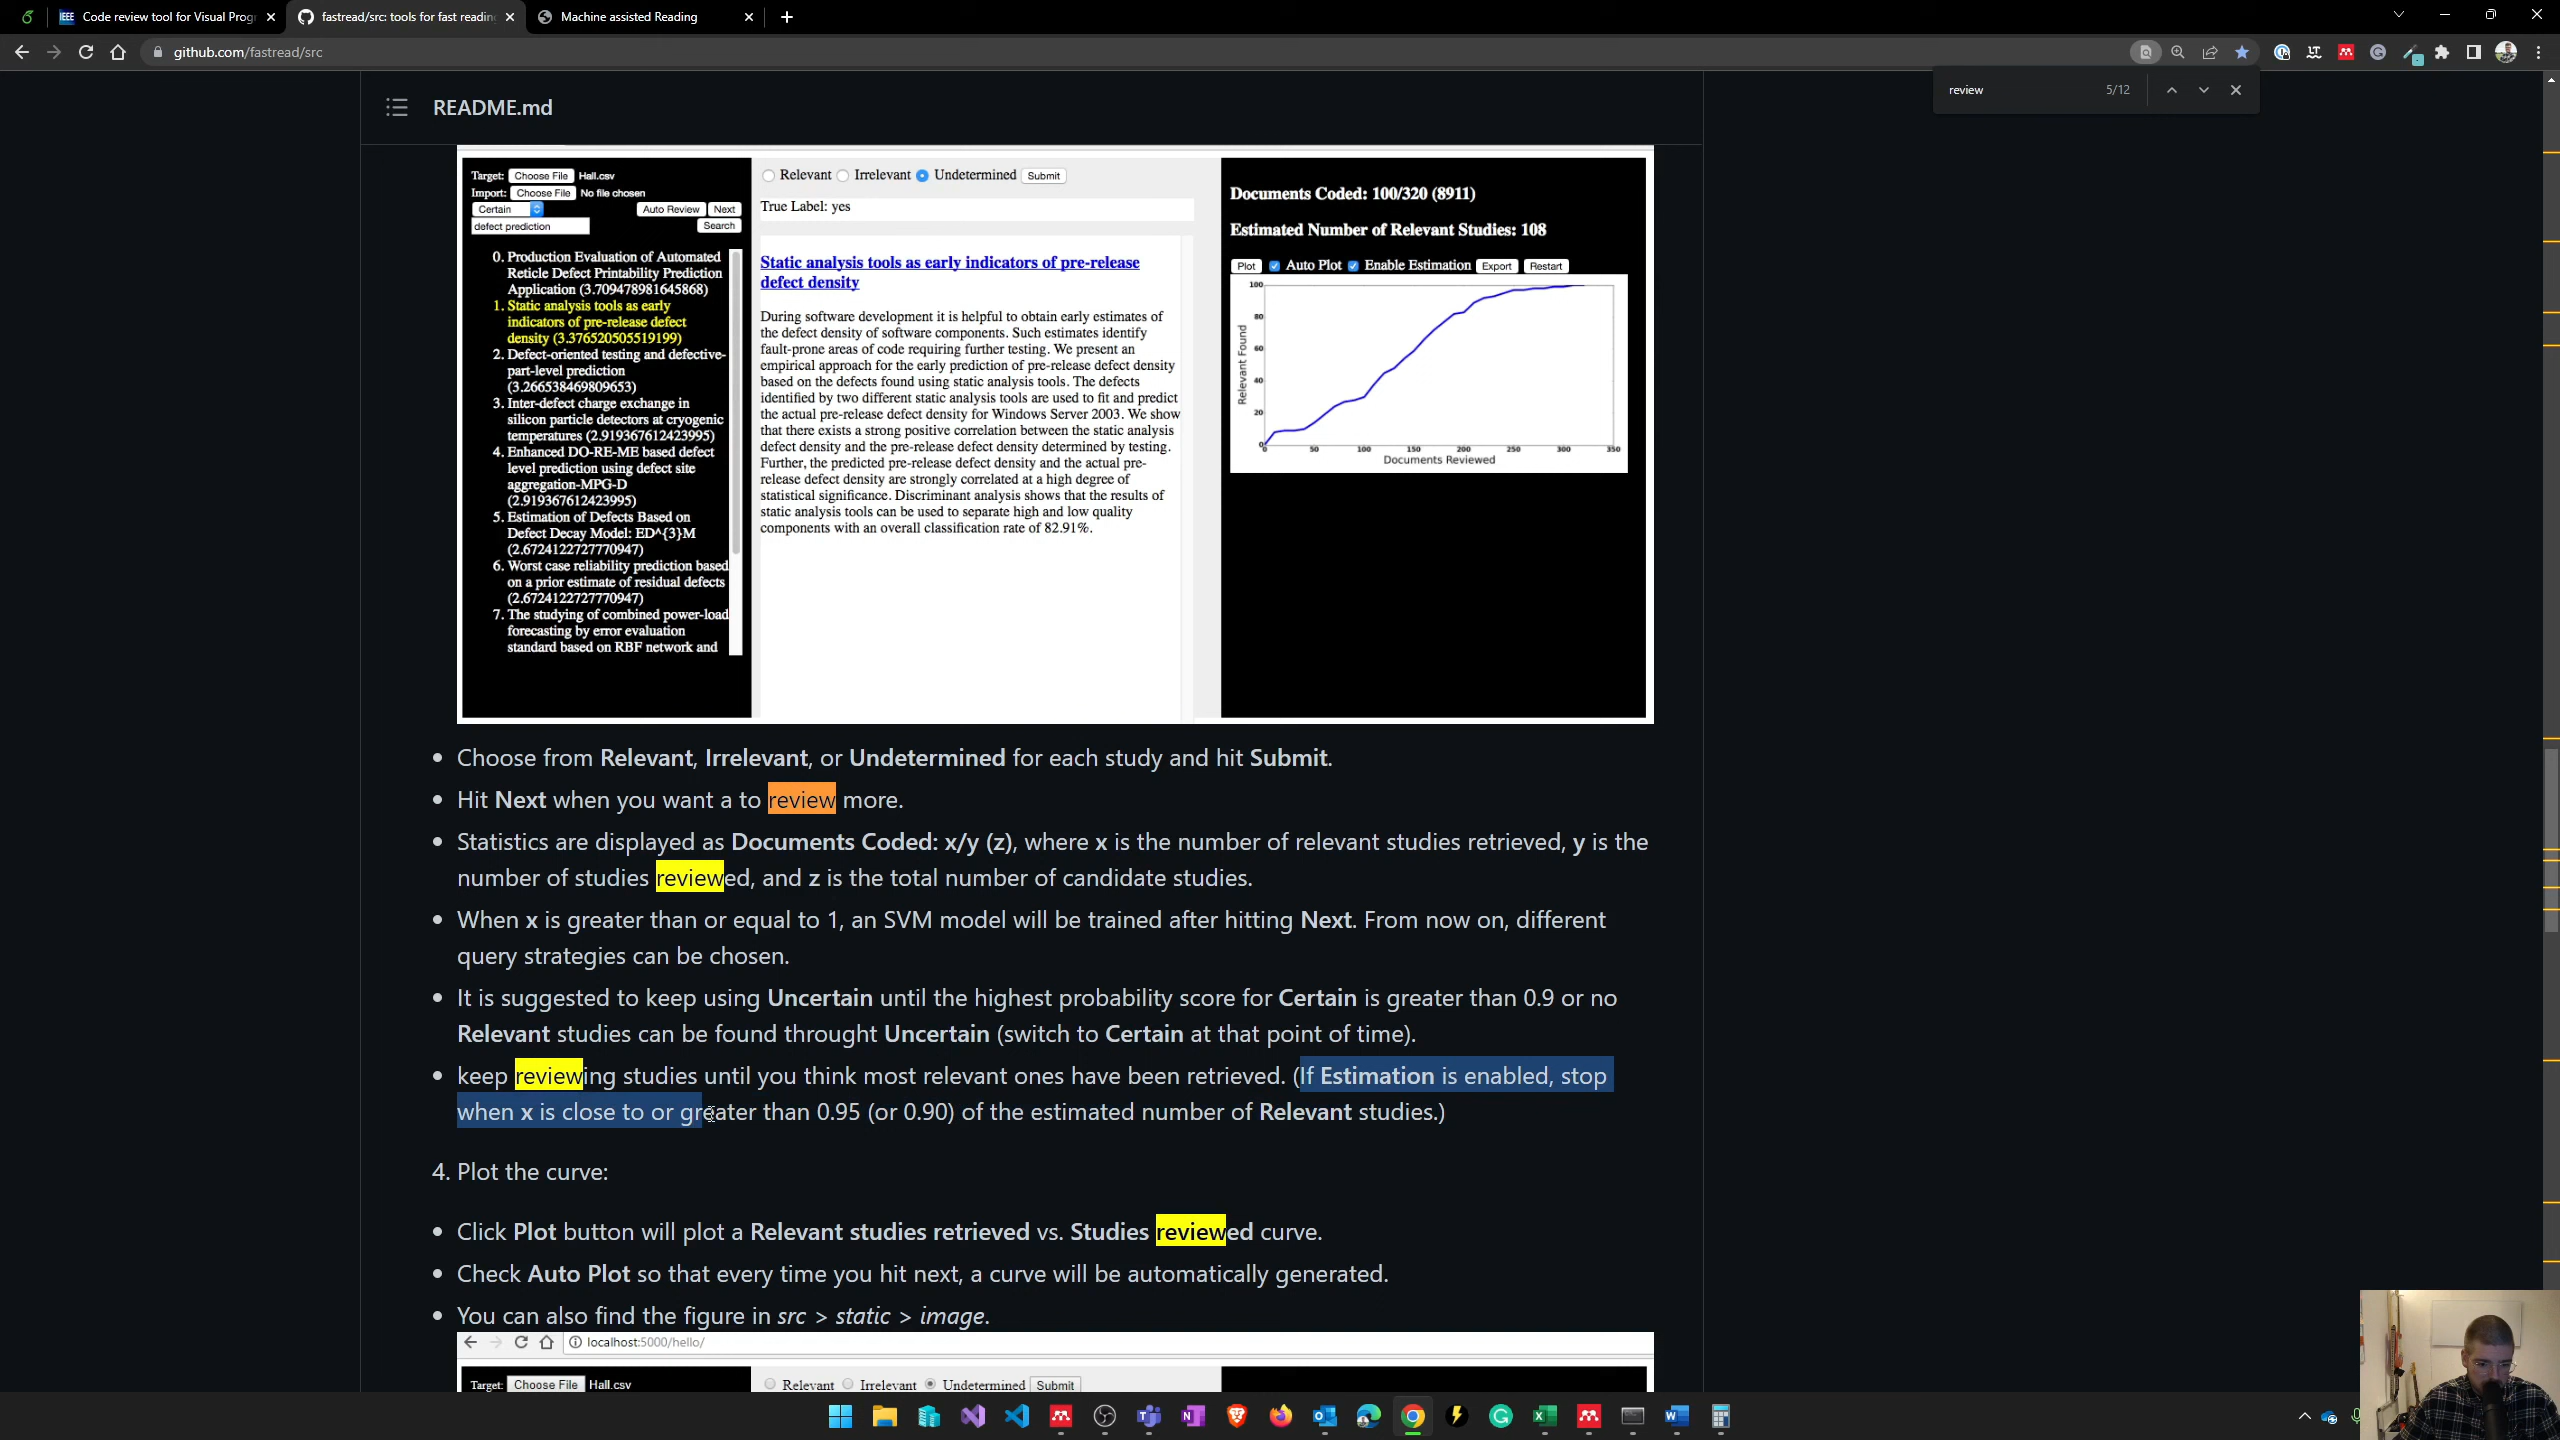 IEEE Code review tool for Visual Progr
fastread/src: tools for fast readin
Machine assisted Reading
github.com/fastread/src
review 5/12
README.md
Target: Choose File Hall.csv
Import: Choose File No file chosen
Certain Auto Review Next
defect prediction Search
0. Production Evaluation of Automated
Reticle Defect Printability Prediction
Application (3.709478981645868)
1. Static analysis tools as early
indicators of pre-release defect
density (3.376520505519199)
2. Defect-oriented testing and defective-
part-level prediction
(3.266538469809653)
3. Inter-defect charge exchange in
silicon particle detectors at cryogenic
temperatures (2.919367612423995)
4. Enhanced DO-RE-ME based defect
level prediction using defect site
aggregation-MPG-D
(2.919367612423995)
5. Estimation of Defects Based on
Defect Decay Model: ED^{3}M
(2.6724122727770947)
6. Worst case reliability prediction based
on a prior estimate of residual defects
(2.6724122727770947)
7. The studying of combined power-load
forecasting by error evaluation
standard based on RBF network and
Relevant Irrelevant Undetermined Submit
True Label: yes
Static analysis tools as early indicators of pre-release
defect density
During software development it is helpful to obtain early estimates of
the defect density of software components. Such estimates identify
fault-prone areas of code requiring further testing. We present an
empirical approach for the early prediction of pre-release defect density
based on the defects found using static analysis tools. The defects
identified by two different static analysis tools are used to fit and predict
the actual pre-release defect density for Windows Server 2003. We show
that there exists a strong positive correlation between the static analysis
defect density and the pre-release defect density determined by testing.
Further, the predicted pre-release defect density and the actual pre-
release defect density are strongly correlated at a high degree of
statistical significance. Discriminant analysis shows that the results of
static analysis tools can be used to separate high and low quality
components with an overall classification rate of 82.91%.
Documents Coded: 100/320 (8911)
Estimated Number of Relevant Studies: 108
Plot Auto Plot Enable Estimation Export Restart
100
80
60
40
20
0
Relevant Found
0 50 100 150 200 250 300 350
Documents Reviewed
• Choose from Relevant, Irrelevant, or Undetermined for each study and hit Submit.
• Hit Next when you want a to review more.
• Statistics are displayed as Documents Coded: x/y (z), where x is the number of relevant studies retrieved, y is the
number of studies reviewed, and z is the total number of candidate studies.
• When x is greater than or equal to 1, an SVM model will be trained after hitting Next. From now on, different
query strategies can be chosen.
• It is suggested to keep using Uncertain until the highest probability score for Certain is greater than 0.9 or no
Relevant studies can be found throught Uncertain (switch to Certain at that point of time).
• keep reviewing studies until you think most relevant ones have been retrieved. (If Estimation is enabled, stop
when x is close to or greater than 0.95 (or 0.90) of the estimated number of Relevant studies.)
4. Plot the curve:
• Click Plot button will plot a Relevant studies retrieved vs. Studies reviewed curve.
• Check Auto Plot so that every time you hit next, a curve will be automatically generated.
• You can also find the figure in src > static > image.
localhost:5000/hello/
Target: Choose File Hall.csv
Relevant Irrelevant Undetermined Submit